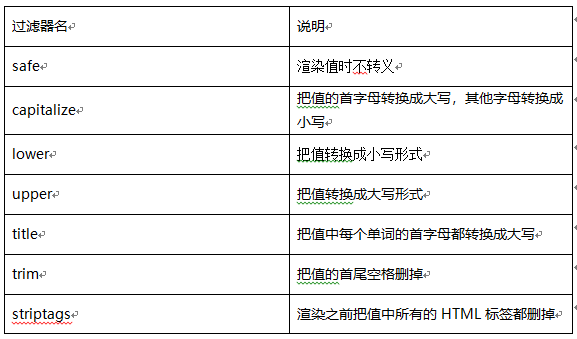 过滤器名 说明
safe 渲染值时不转义
capitalize 把值的首字母转换成大写，其他字母转换成
小写
lower 把值转换成小写形式
upper 把值转换成大写形式
title 把值中每个单词的首字母都转换成大写
trim 把值的首尾空格删掉
striptags 渲染之前把值中所有的 HTML 标签都删掉